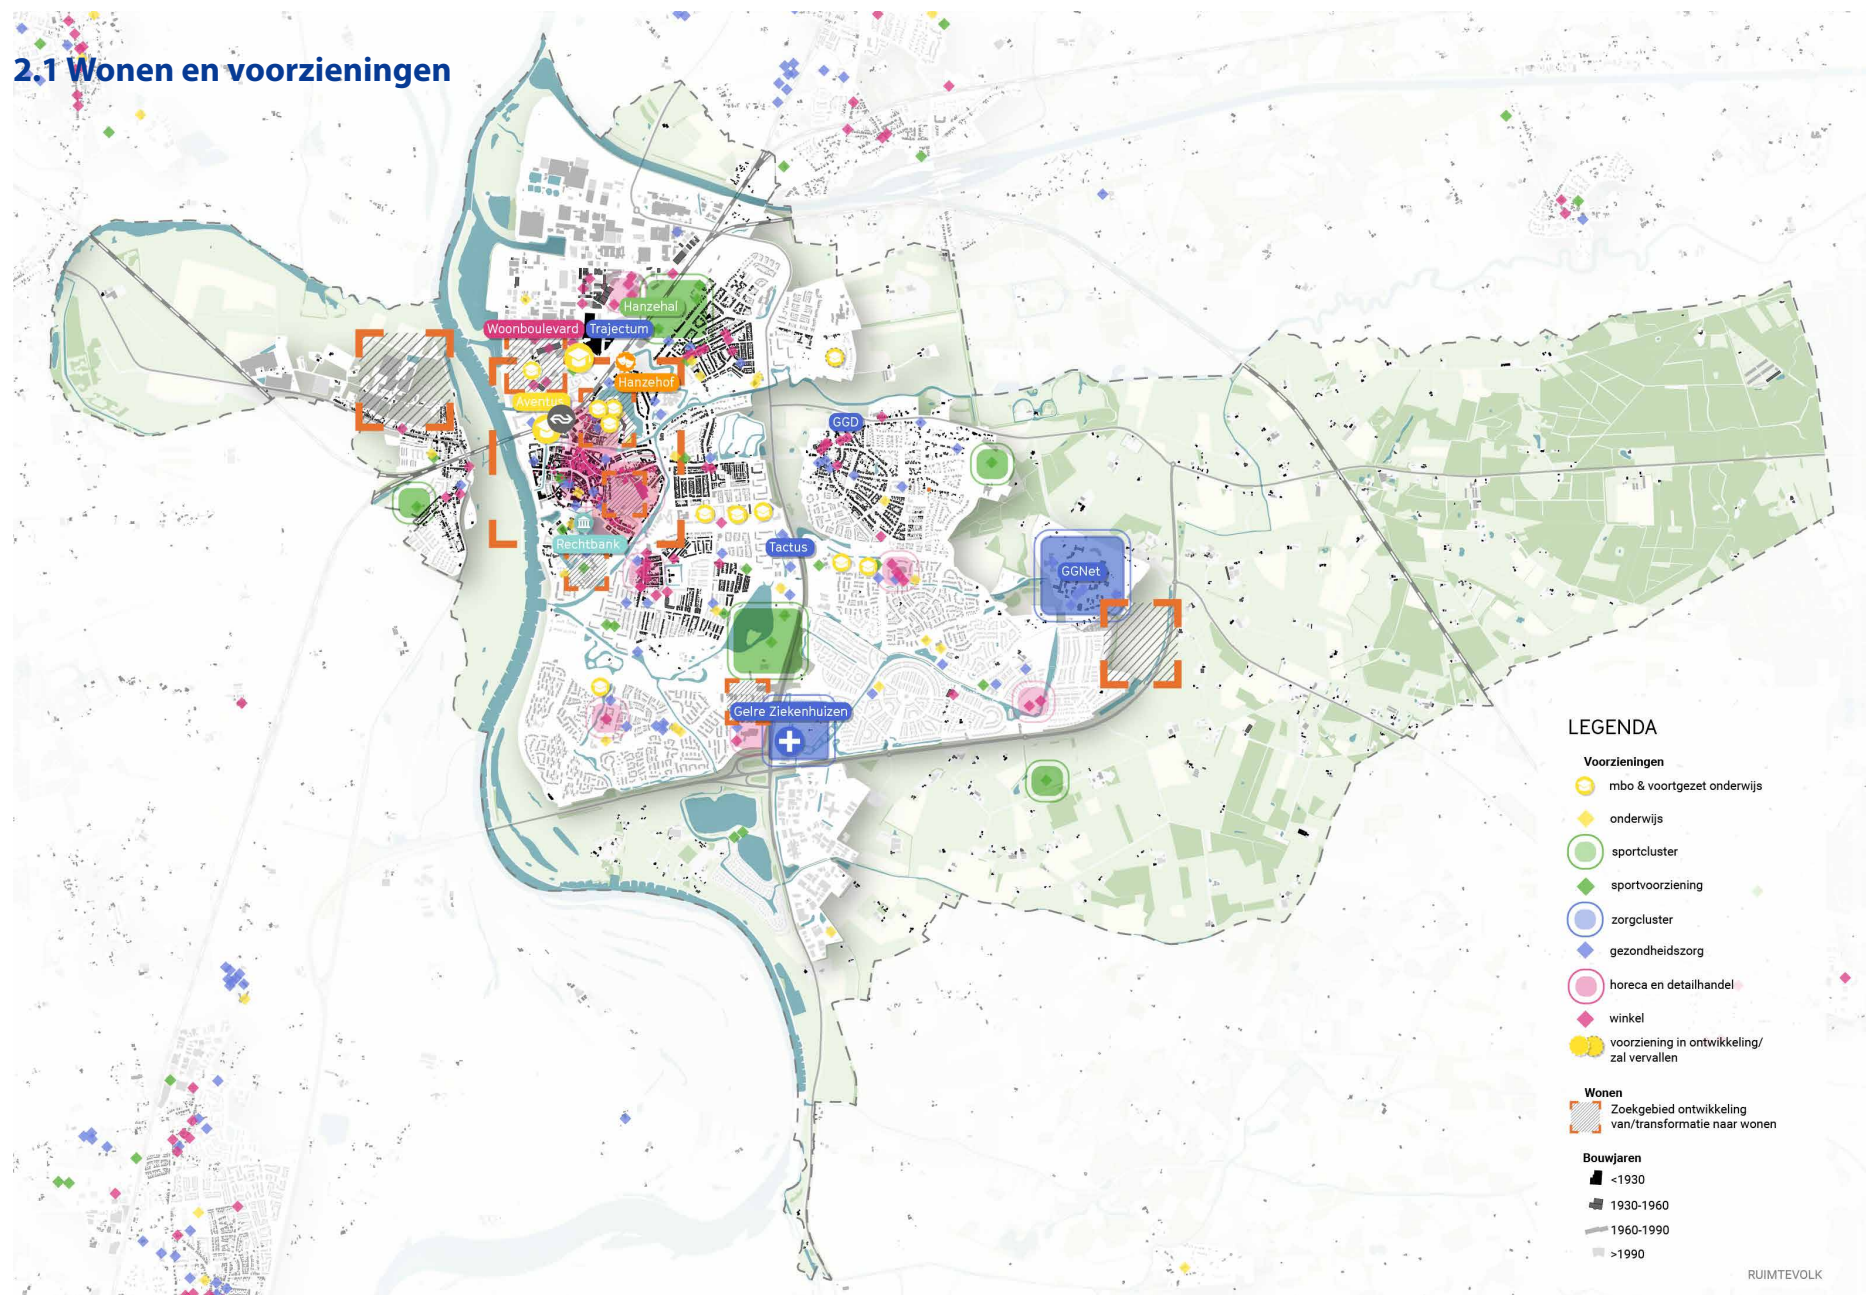 2.1 Wonen en voorzieningen
Hanzehal
Woonboulevard
Trajectum
Hanzehof
Aventus
GGD
Rechtbank
Tactus
GGNet
Gelre Ziekenhuizen
LEGENDA
Voorzieningen
mbo & voortgezet onderwijs
onderwijs
sportcluster
sportvoorziening
zorgcluster
gezondheidszorg
horeca en detailhandel
winkel
voorziening in ontwikkeling/
zal vervallen
Wonen
Zoekgebied ontwikkeling
van/transformatie naar wonen
Bouwjaren
<1930
1930-1960
1960-1990
>1990
RUIMTEVOLK